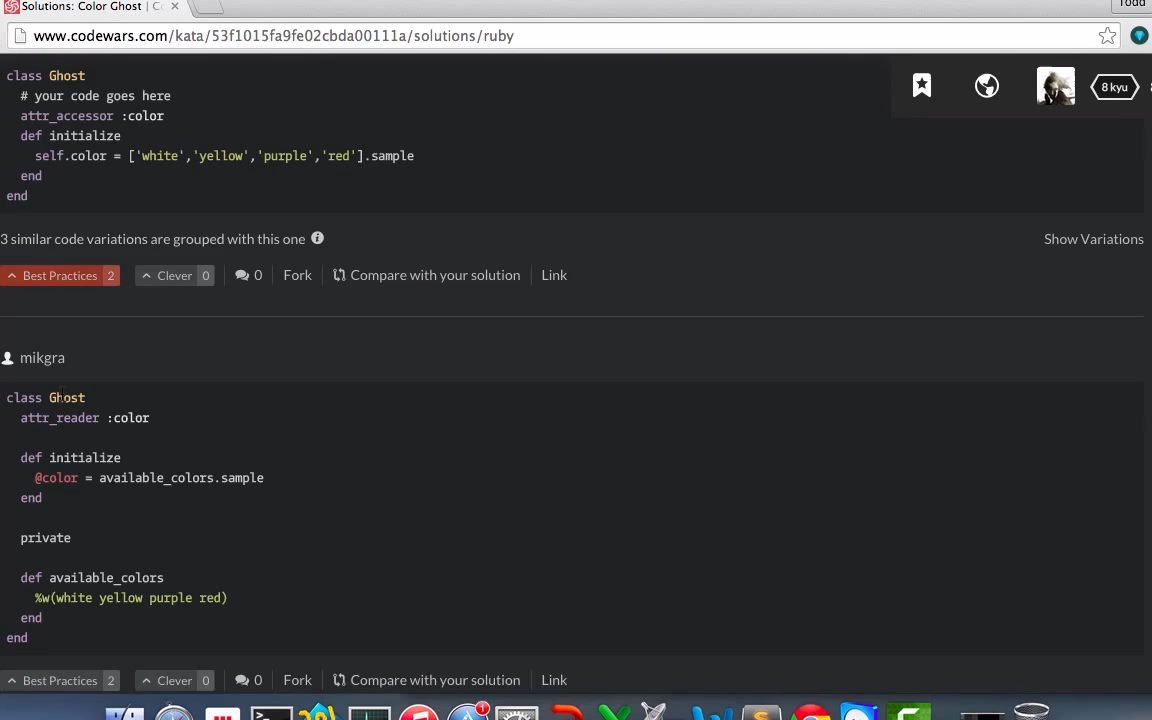 Solutions: Color Ghost | Co
Todd
www.codewars.com/kata/53f1015fa9fe02cbda00111a/solutions/ruby
8 kyu
class Ghost
# your code goes here
attr_accessor :color
def initialize
self.color = ['white','yellow','purple','red'].sample
end
end
3 similar code variations are grouped with this one
Show Variations
Best Practices 2 Clever 0 0 Fork Compare with your solution Link
mikgra
class Ghost
attr_reader :color
def initialize
@color = available_colors.sample
end
private
def available_colors
%w(white yellow purple red)
end
end
Best Practices 2 Clever 0 0 Fork Compare with your solution Link
1